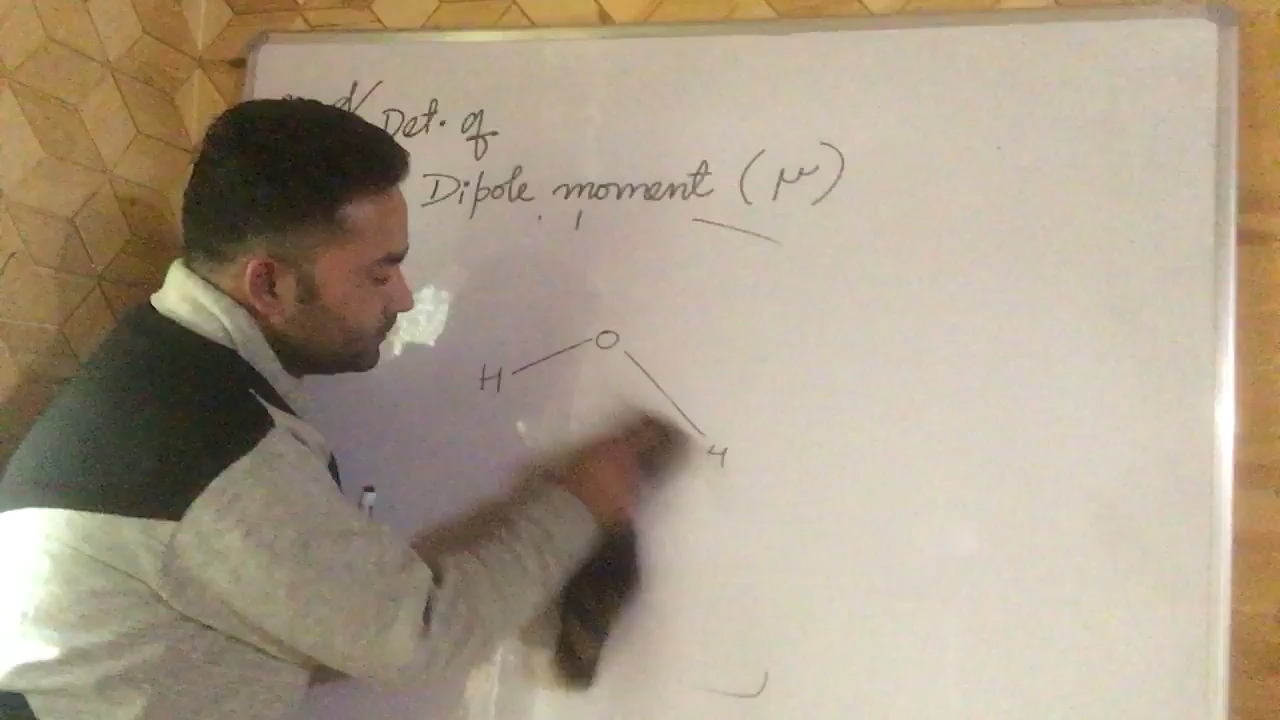 Det. of
Dipole moment (μ)
O
H
H